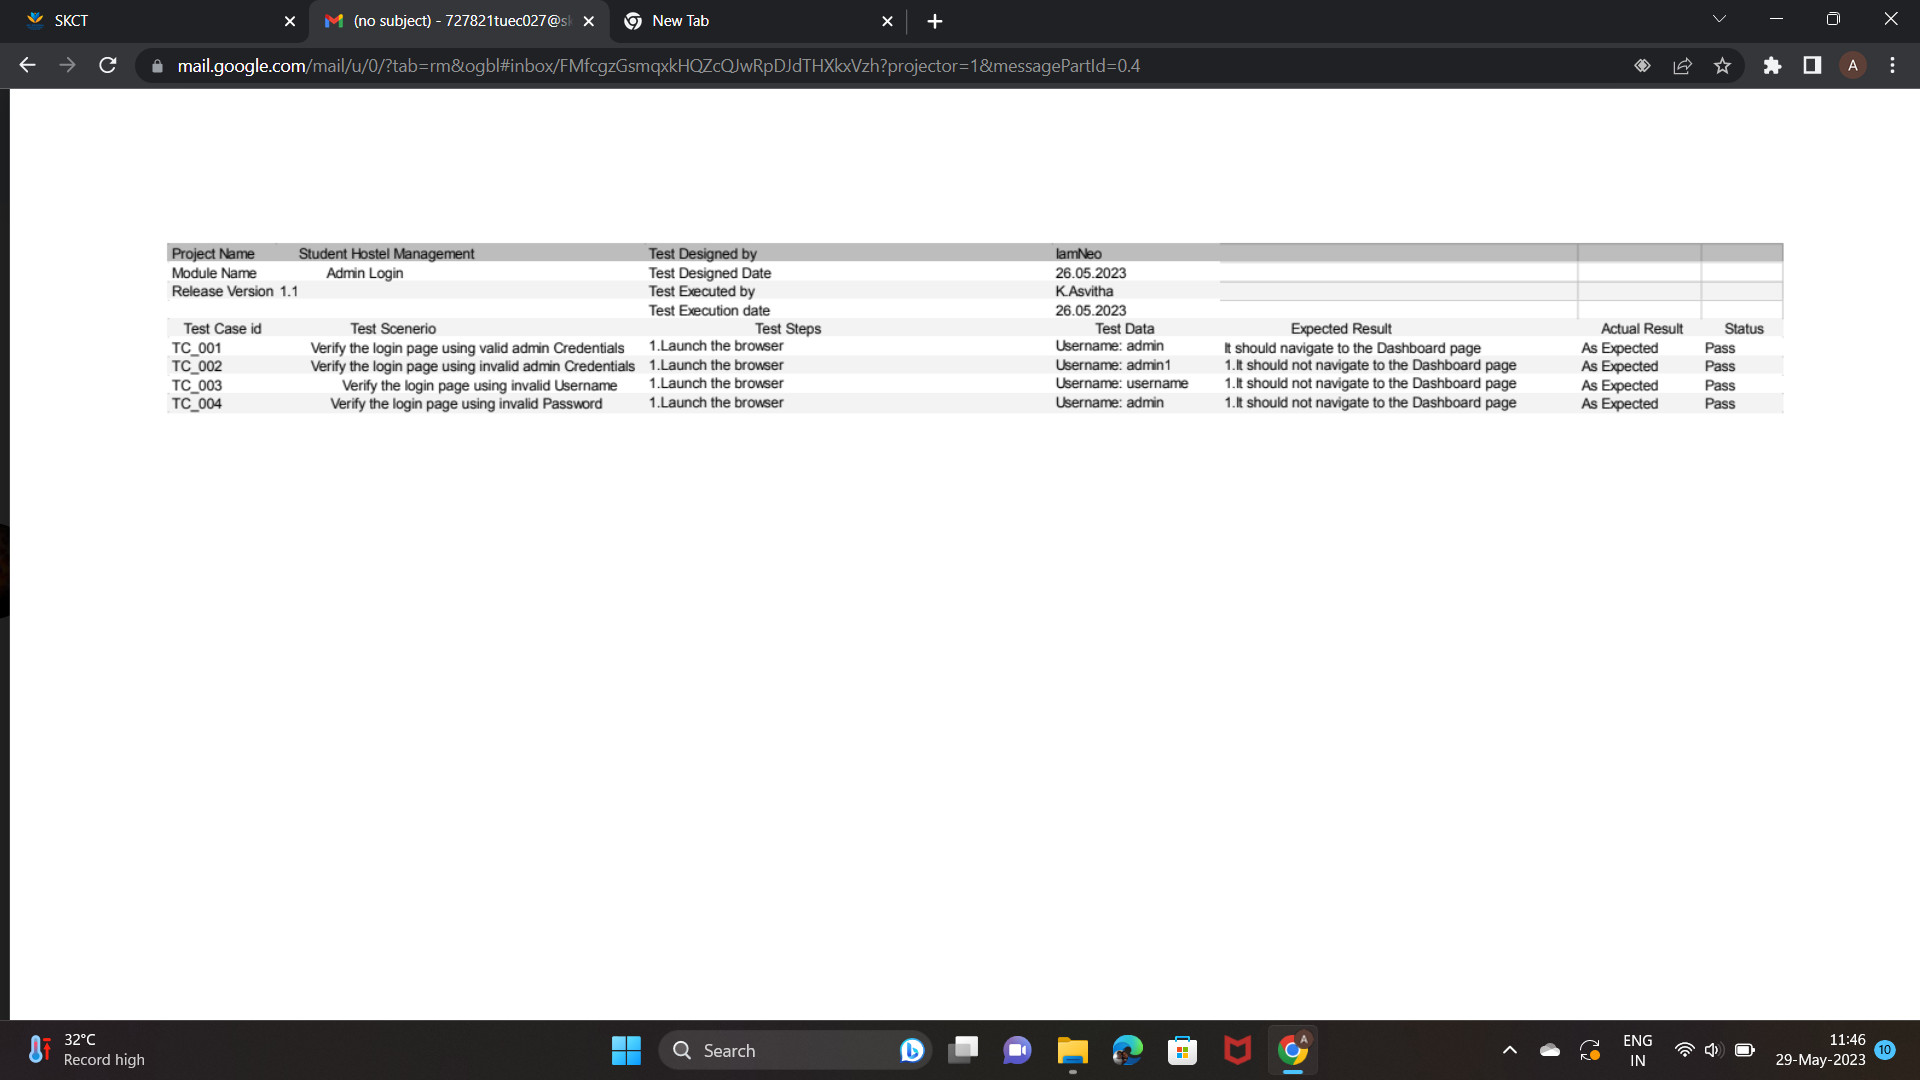 SKCT
(no subject) - 727821tuec027@sk
New Tab
mail.google.com/mail/u/0/?tab=rm&ogbl#inbox/FMfcgzGsmqxkHQZcQJwRpDJdTHXkxVzh?projector=1&messagePartId=0.4
A
Project Name Student Hostel Management Test Designed by IamNeo
Module Name Admin Login Test Designed Date 26.05.2023
Release Version 1.1 Test Executed by K.Asvitha
Test Execution date 26.05.2023
Test Case id Test Scenerio Test Steps Test Data Expected Result Actual Result Status
TC_001 Verify the login page using valid admin Credentials 1.Launch the browser Username: admin It should navigate to the Dashboard page As Expected Pass
TC_002 Verify the login page using invalid admin Credentials 1.Launch the browser Username: admin1 1.It should not navigate to the Dashboard page As Expected Pass
TC_003 Verify the login page using invalid Username 1.Launch the browser Username: username 1.It should not navigate to the Dashboard page As Expected Pass
TC_004 Verify the login page using invalid Password 1.Launch the browser Username: admin 1.It should not navigate to the Dashboard page As Expected Pass
32°C
Record high
Search
A
ENG
IN
11:46
29-May-2023
10